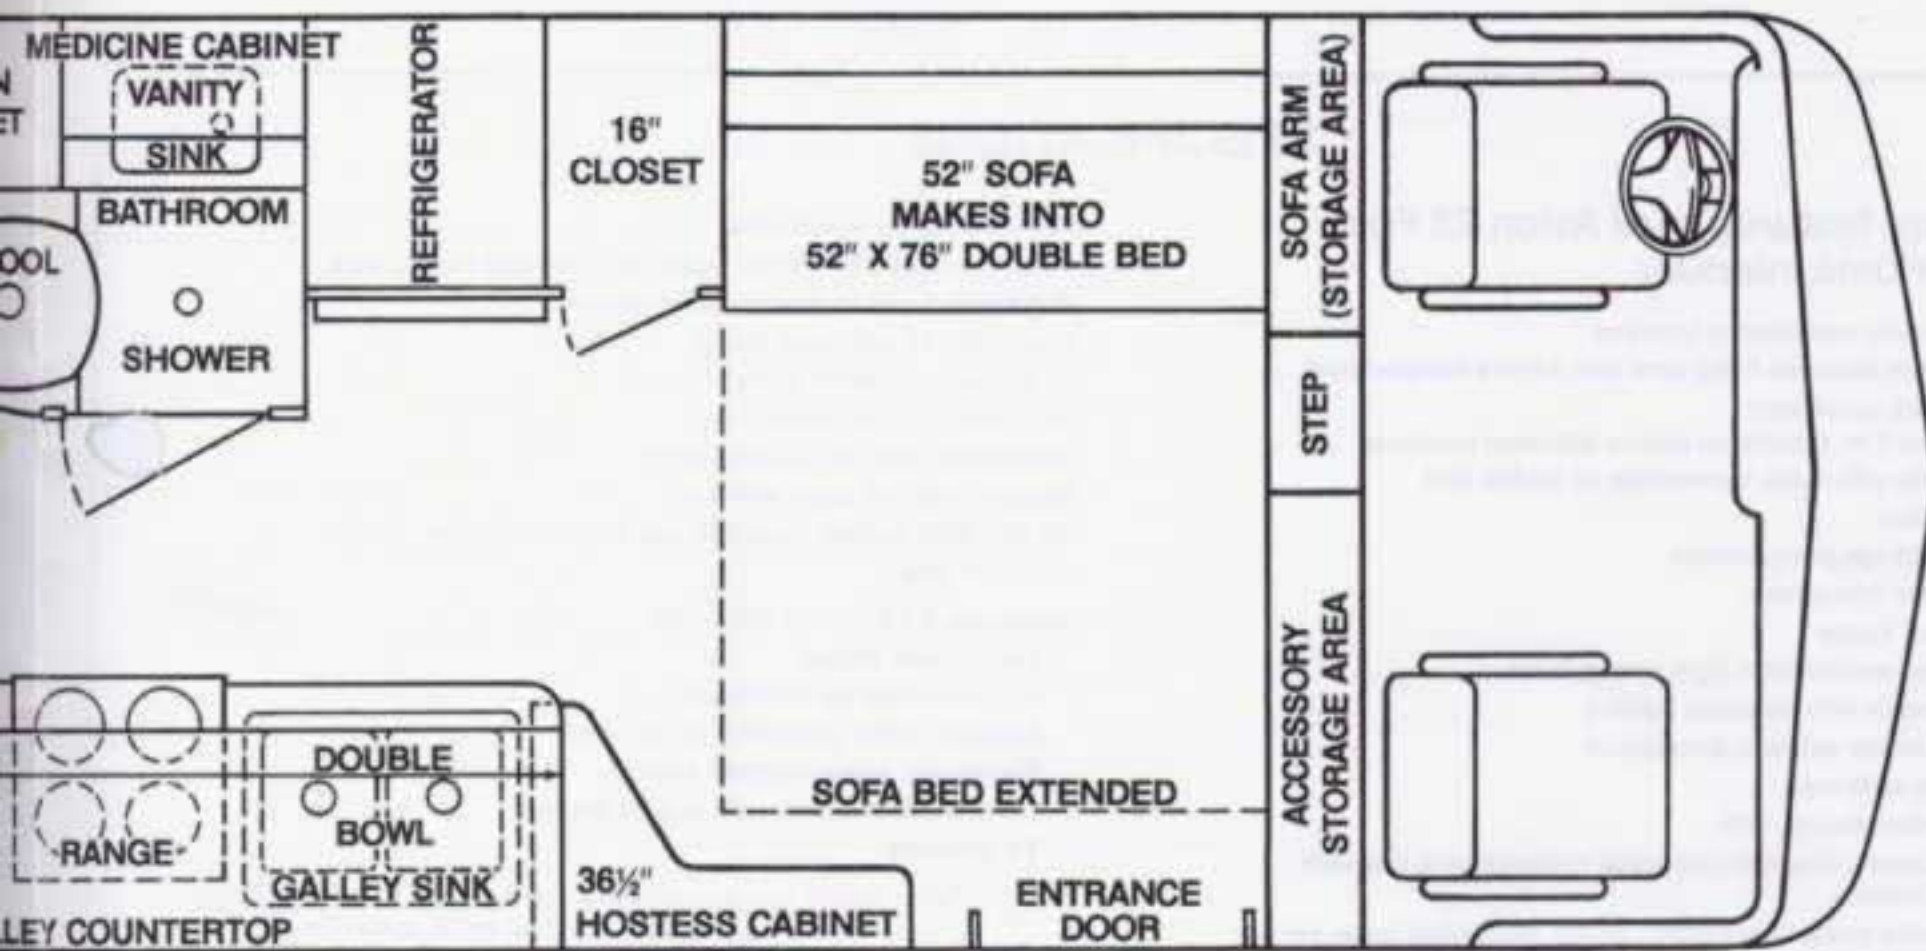 MEDICINE CABINET
VANITY
SINK
BATHROOM
SHOWER
REFRIGERATOR
16"
CLOSET
52" SOFA
MAKES INTO
52" X 76" DOUBLE BED
SOFA ARM
(STORAGE AREA)
STEP
ACCESSORY
STORAGE AREA
SOFA BED EXTENDED
DOUBLE
BOWL
GALLEY SINK
RANGE
LEY COUNTERTOP
36½"
HOSTESS CABINET
ENTRANCE
DOOR